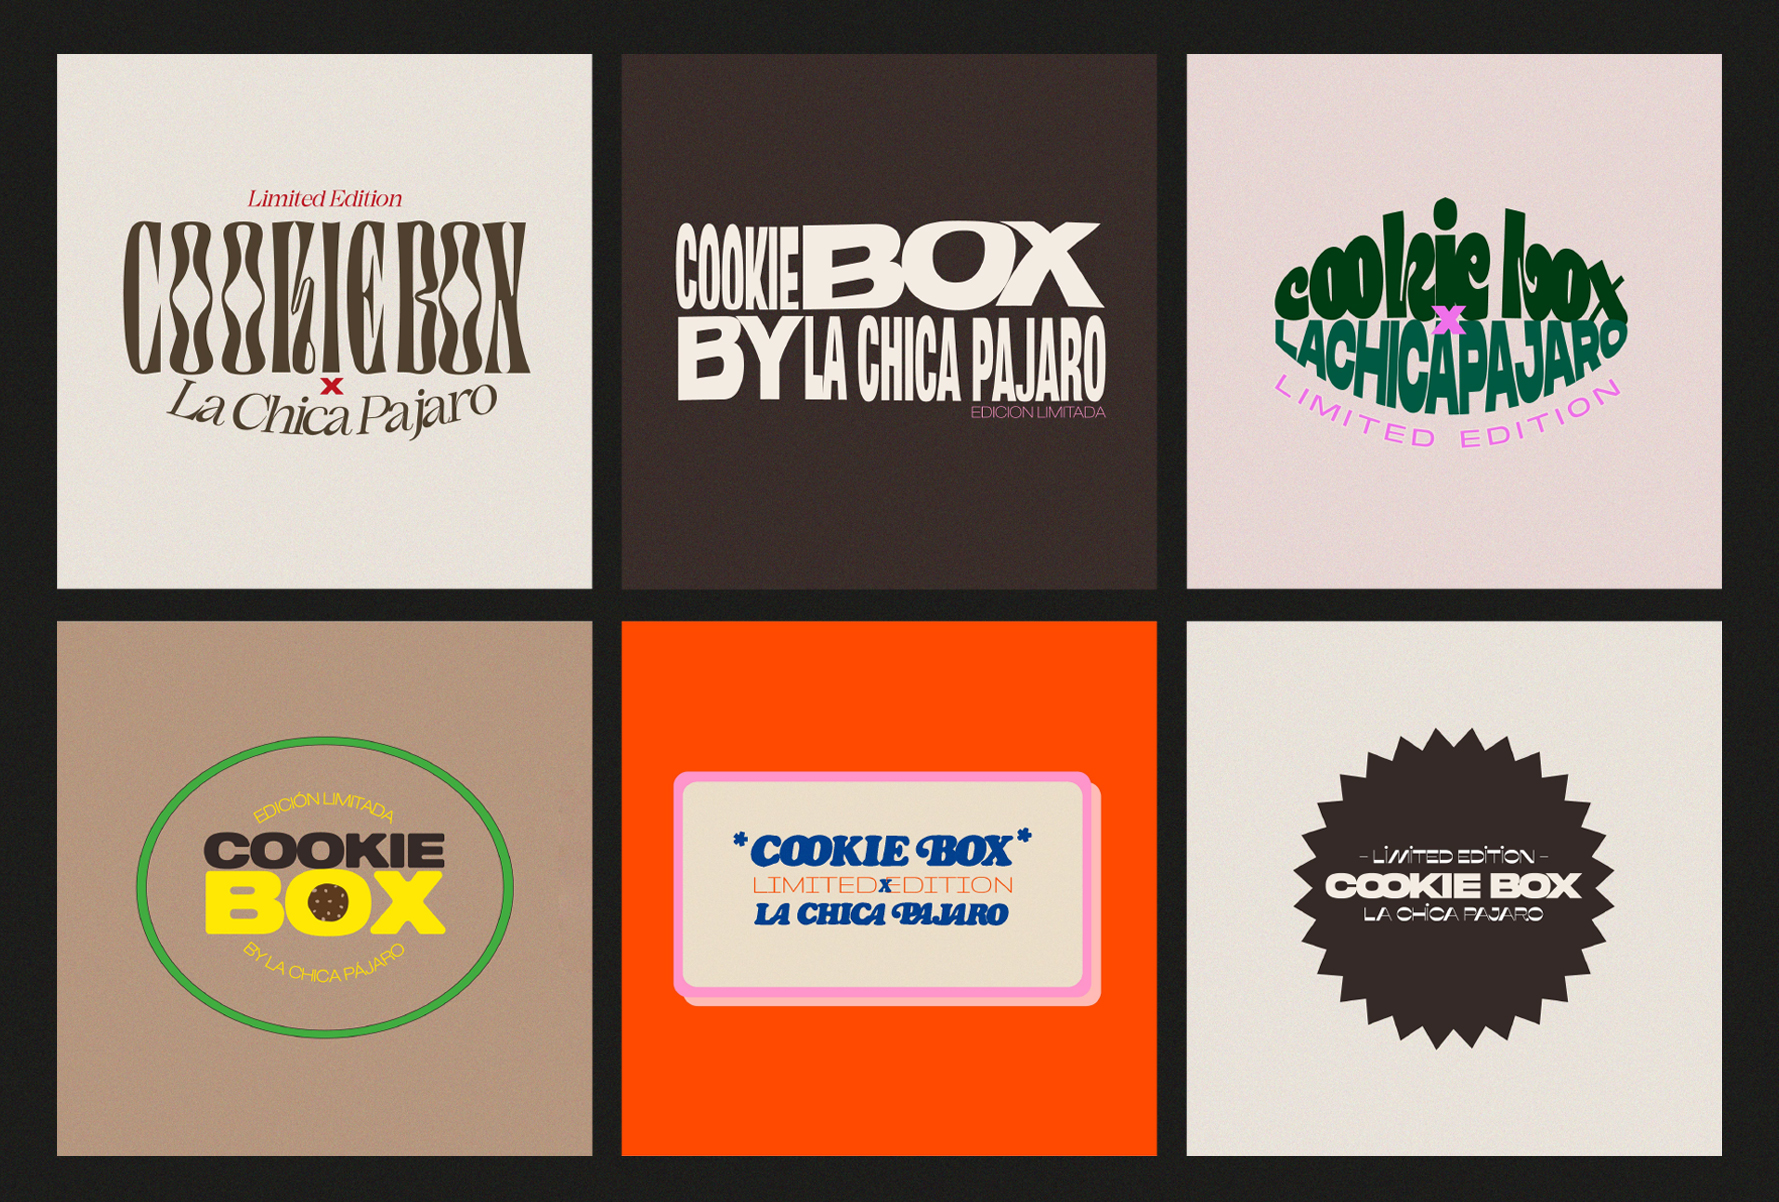 Limited Edition
COOKIE BOX
x
La Chica Pajaro
COOKIE BOX
BY LA CHICA PAJARO
EDICION LIMITADA
cookie box
x
LACHICAPAJARO
LIMITED EDITION
EDICIÓN LIMITADA
COOKIE
BOX
BY LA CHICA PÁJARO
*COOKIE BOX*
LIMITED x EDITION
LA CHICA PAJARO
- LiMiTED EDiTiON -
COOKIE BOX
LA CHiCA PAJARO